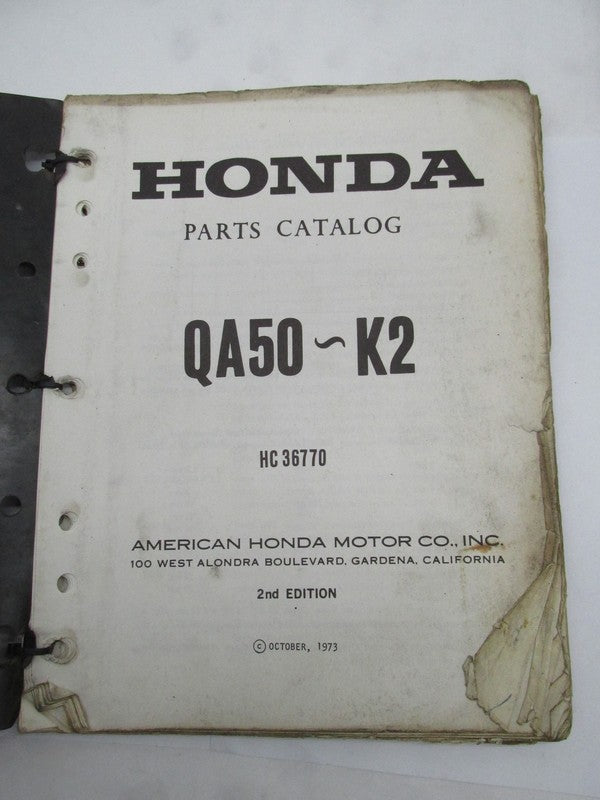 HONDA
PARTS CATALOG
QA50~K2
HC 36770
AMERICAN HONDA MOTOR CO., INC.
100 WEST ALONDRA BOULEVARD, GARDENA, CALIFORNIA
2nd EDITION
© OCTOBER, 1973